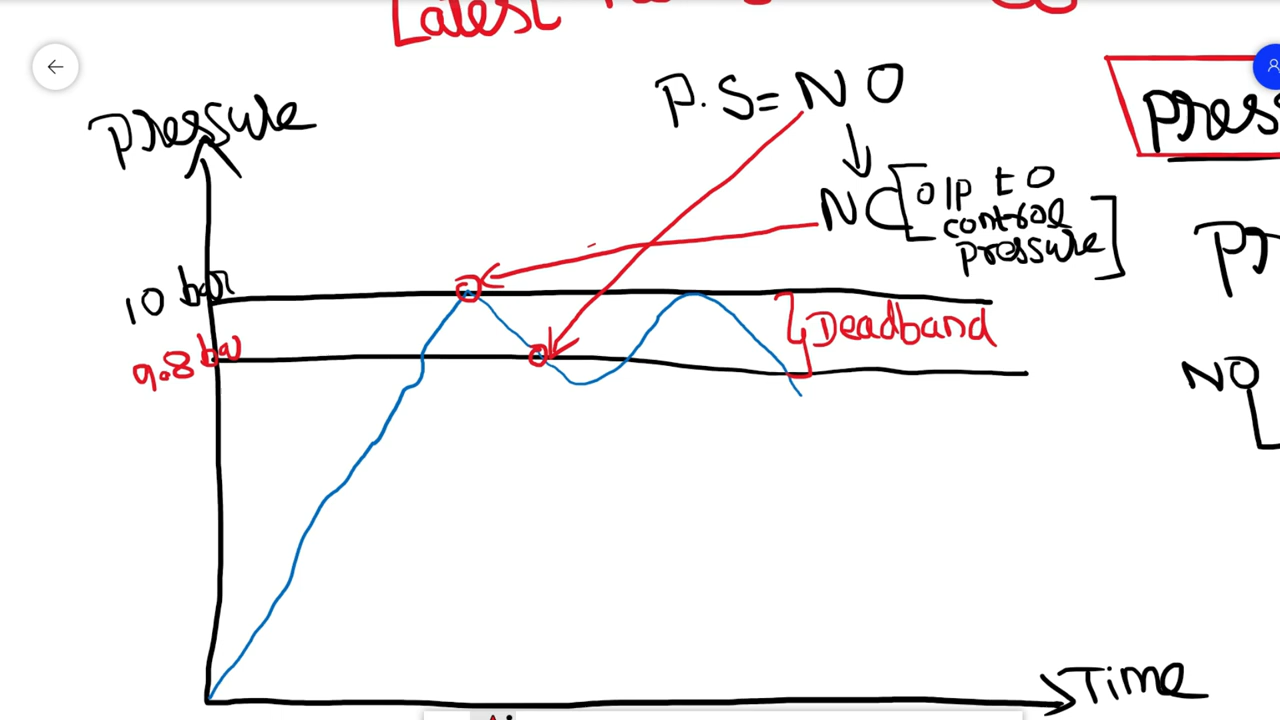 Latest
P.S= NO
Pressure
NC [O/P to
control
pressure]
10 bar
Deadband
9.8 bar
NO
Time